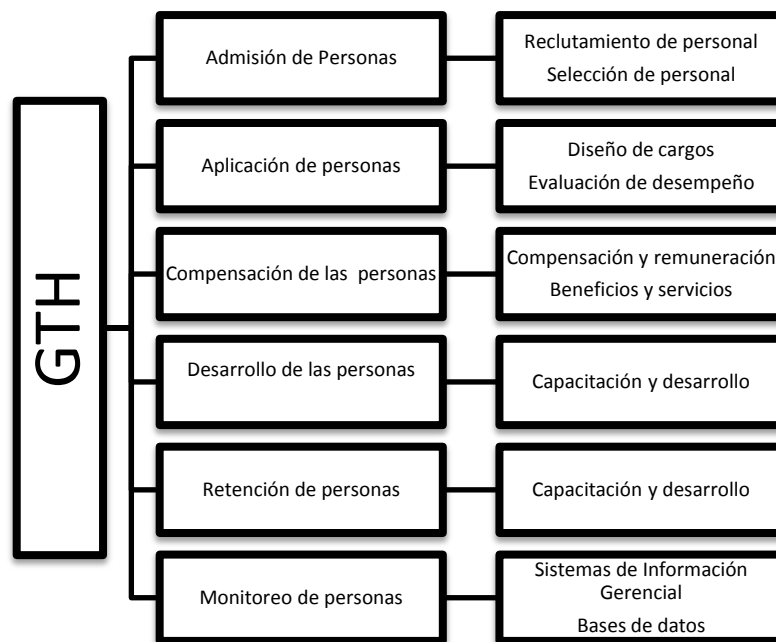 GTH
Admisión de Personas
Reclutamiento de personal
Selección de personal
Aplicación de personas
Diseño de cargos
Evaluación de desempeño
Compensación de las personas
Compensación y remuneración
Beneficios y servicios
Desarrollo de las personas
Capacitación y desarrollo
Retención de personas
Capacitación y desarrollo
Monitoreo de personas
Sistemas de Información
Gerencial
Bases de datos